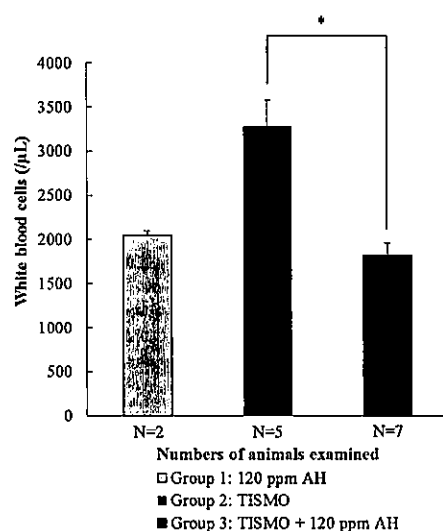 *
4000
3500
3000
2500
2000
1500
1000
500
0
White blood cells (/μL)
N=2 N=5 N=7
Numbers of animals examined
Group 1: 120 ppm AH
Group 2: TISMO
Group 3: TISMO + 120 ppm AH